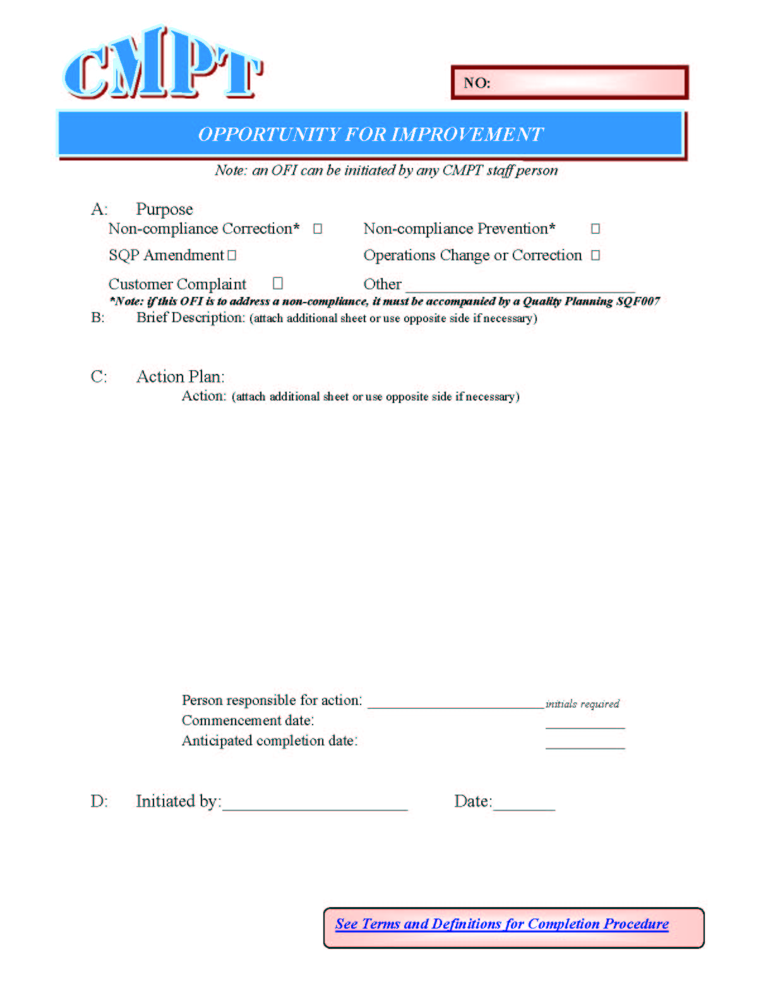 CMPT
NO:
OPPORTUNITY FOR IMPROVEMENT
Note: an OFI can be initiated by any CMPT staff person
A: Purpose
Non-compliance Correction* □ Non-compliance Prevention* □
SQP Amendment □ Operations Change or Correction □
Customer Complaint □ Other ____________________________
*Note: if this OFI is to address a non-compliance, it must be accompanied by a Quality Planning SQF007
B: Brief Description: (attach additional sheet or use opposite side if necessary)
C: Action Plan:
Action: (attach additional sheet or use opposite side if necessary)
Person responsible for action: ______________________ initials required
Commencement date: __________
Anticipated completion date: __________
D: Initiated by:_____________________ Date:_______
See Terms and Definitions for Completion Procedure